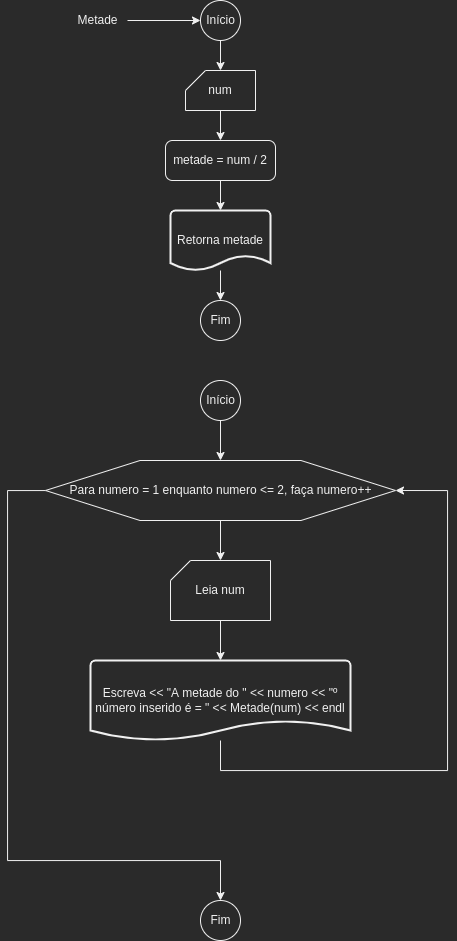 Metade
Início
num
metade = num / 2
Retorna metade
Fim
Início
Para numero = 1 enquanto numero <= 2, faça numero++
Leia num
Escreva << "A metade do " << numero << "º
número inserido é = " << Metade(num) << endl
Fim